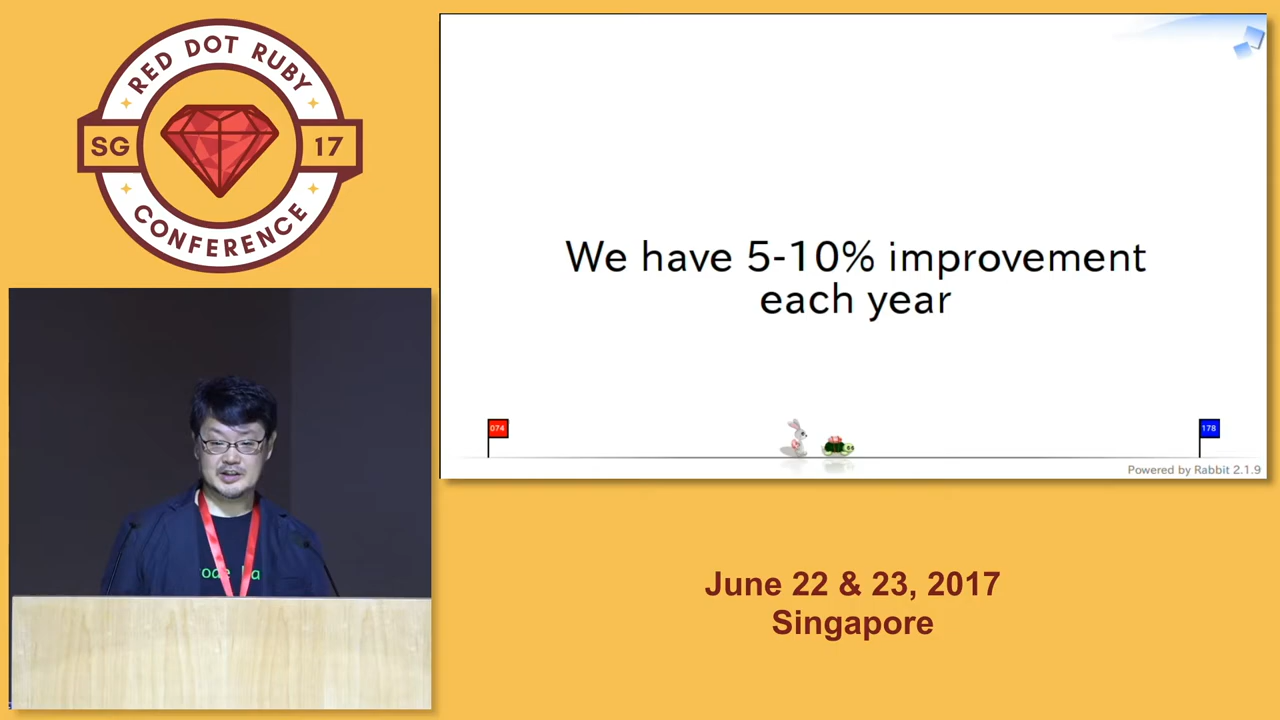 RED DOT RUBY
SG
17
CONFERENCE
We have 5-10% improvement
each year
074
178
Powered by Rabbit 2.1.9
June 22 & 23, 2017
Singapore